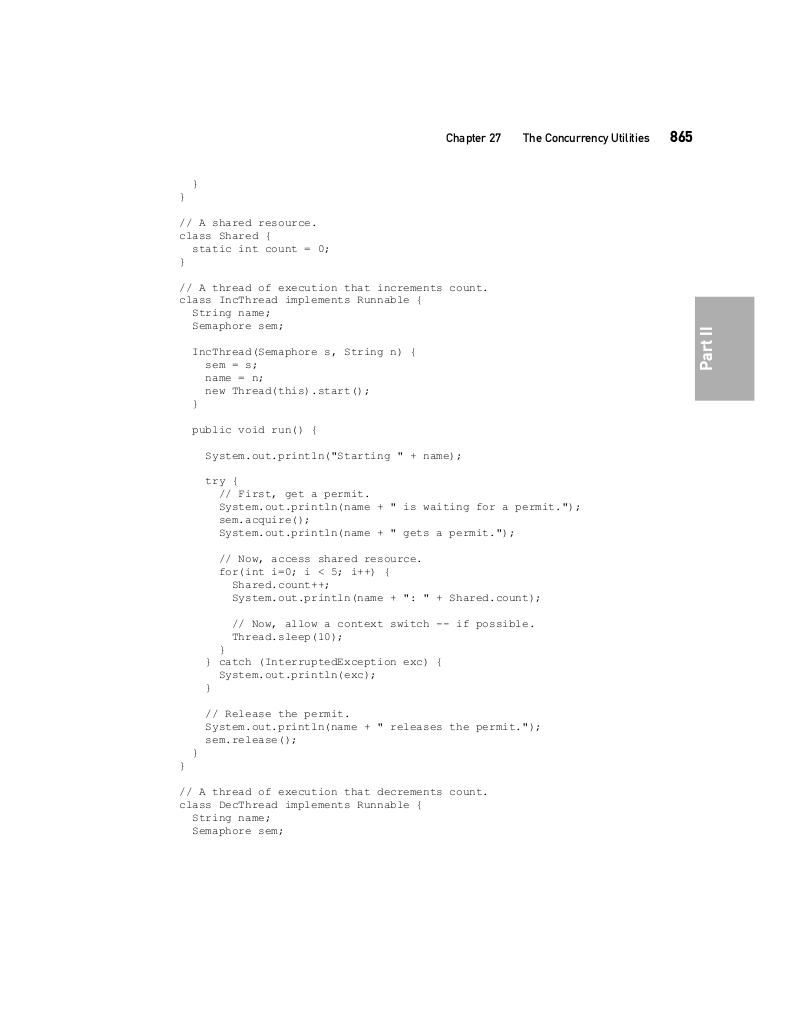 Chapter 27 The Concurrency Utilities 865
  }
}
// A shared resource.
class Shared {
  static int count = 0;
}
// A thread of execution that increments count.
class IncThread implements Runnable {
  String name;
  Semaphore sem;
  IncThread(Semaphore s, String n) {
    sem = s;
    name = n;
    new Thread(this).start();
  }
  public void run() {
    System.out.println("Starting " + name);
    try {
      // First, get a permit.
      System.out.println(name + " is waiting for a permit.");
      sem.acquire();
      System.out.println(name + " gets a permit.");
      // Now, access shared resource.
      for(int i=0; i < 5; i++) {
        Shared.count++;
        System.out.println(name + ": " + Shared.count);
        // Now, allow a context switch -- if possible.
        Thread.sleep(10);
      }
    } catch (InterruptedException exc) {
      System.out.println(exc);
    }
    // Release the permit.
    System.out.println(name + " releases the permit.");
    sem.release();
  }
}
// A thread of execution that decrements count.
class DecThread implements Runnable {
  String name;
  Semaphore sem;
Part II